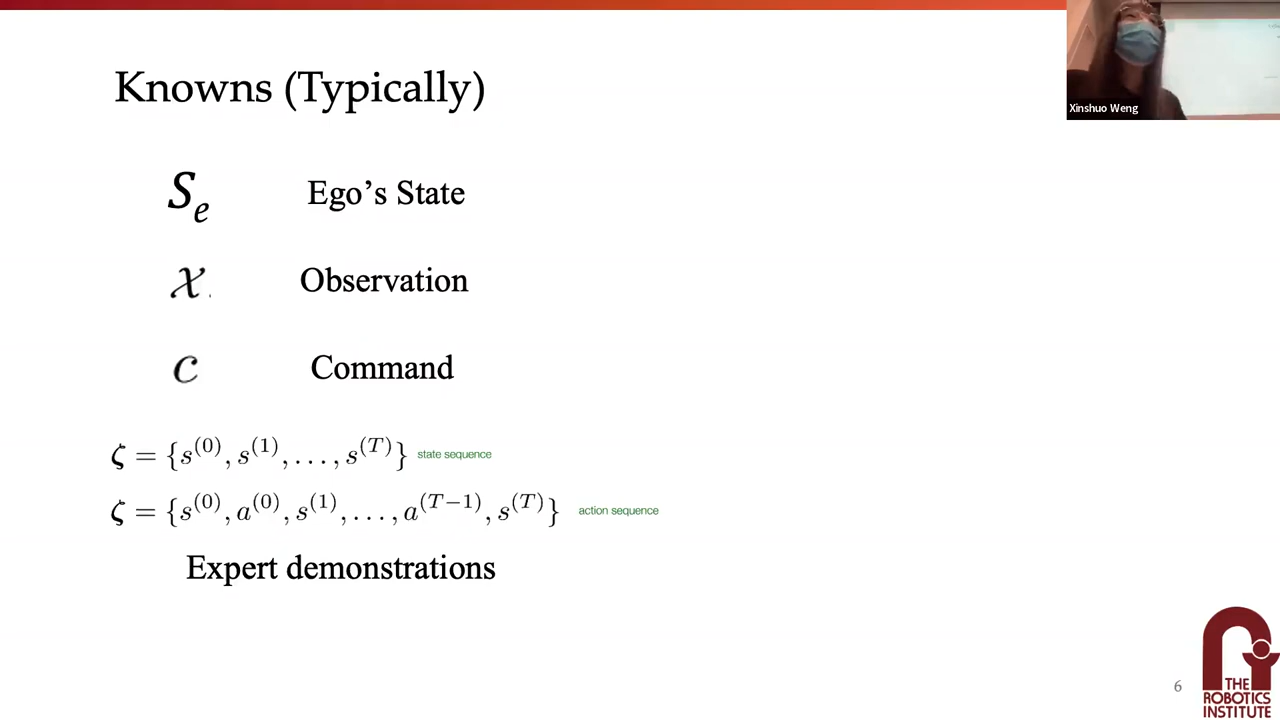 Knowns (Typically)
Xinshuo Weng
Sₑ Ego’s State
𝒳 Observation
c Command
ζ = {s⁽⁰⁾, s⁽¹⁾, . . . , s⁽ᵀ⁾} state sequence
ζ = {s⁽⁰⁾, a⁽⁰⁾, s⁽¹⁾, . . . , a⁽ᵀ⁻¹⁾, s⁽ᵀ⁾} action sequence
Expert demonstrations
6
THE
ROBOTICS
INSTITUTE